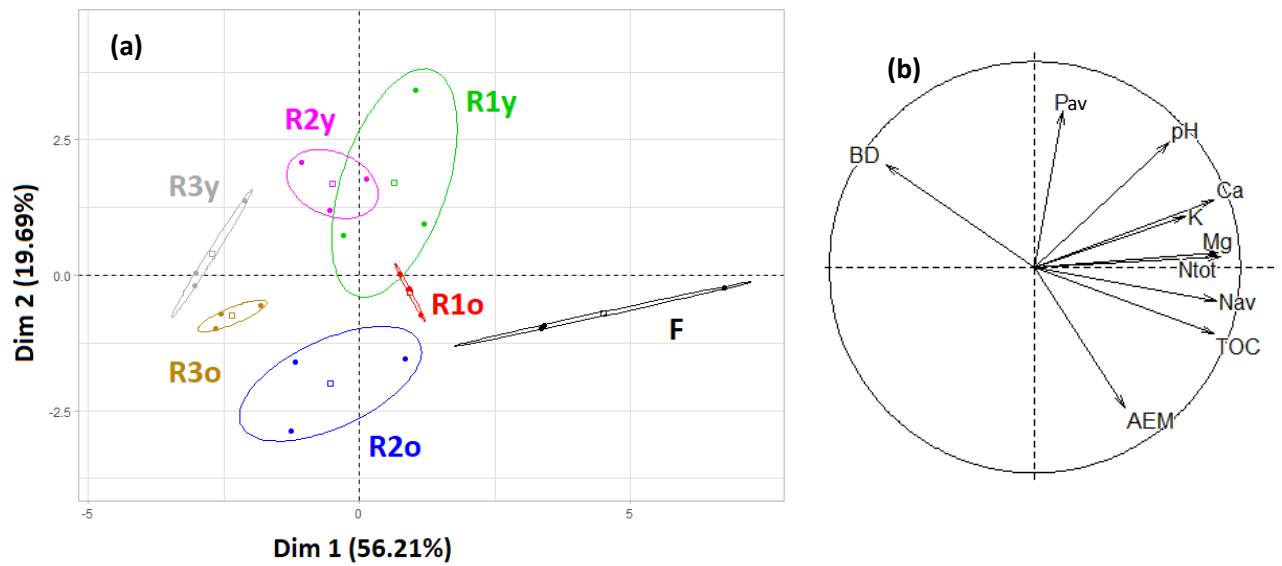 (a)
R1y
R2y
R3y
R1o
F
R3o
R2o
Dim 2 (19.69%)
2.5
0.0
-2.5
-5
0
5
Dim 1 (56.21%)
(b)
Pav
pH
BD
Ca
K
Mg
Ntot
Nav
TOC
AEM